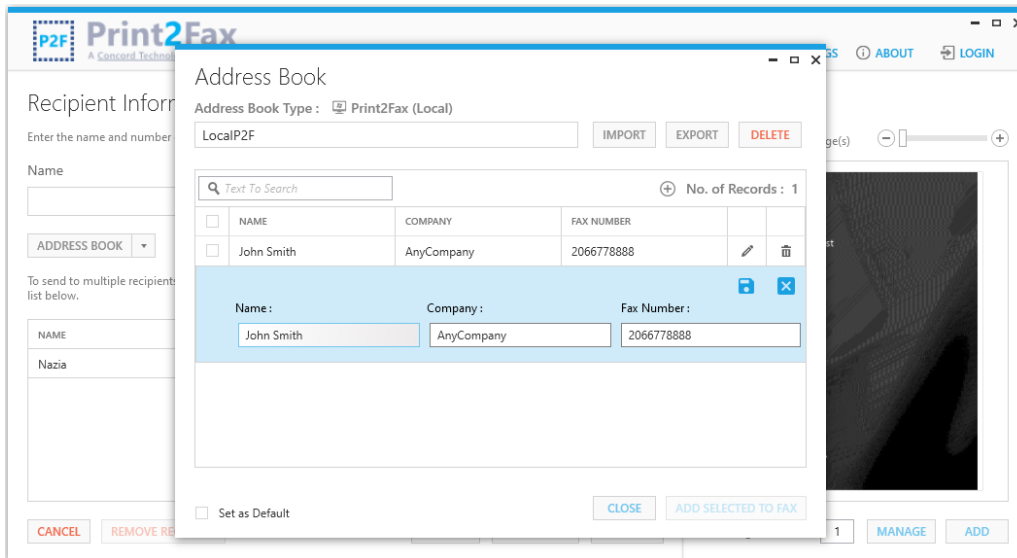 P2F Print2Fax
A Concord Technol
GS ABOUT LOGIN
Recipient Inforr
Enter the name and number
ge(s)
Name
ADDRESS BOOK
To send to multiple recipients
list below.
NAME
Nazia
CANCEL REMOVE RE
Address Book
Address Book Type : Print2Fax (Local)
LocalP2F IMPORT EXPORT DELETE
Text To Search No. of Records : 1
NAME COMPANY FAX NUMBER
John Smith AnyCompany 2066778888
Name : Company : Fax Number :
John Smith AnyCompany 2066778888
Set as Default CLOSE ADD SELECTED TO FAX
st
1 MANAGE ADD